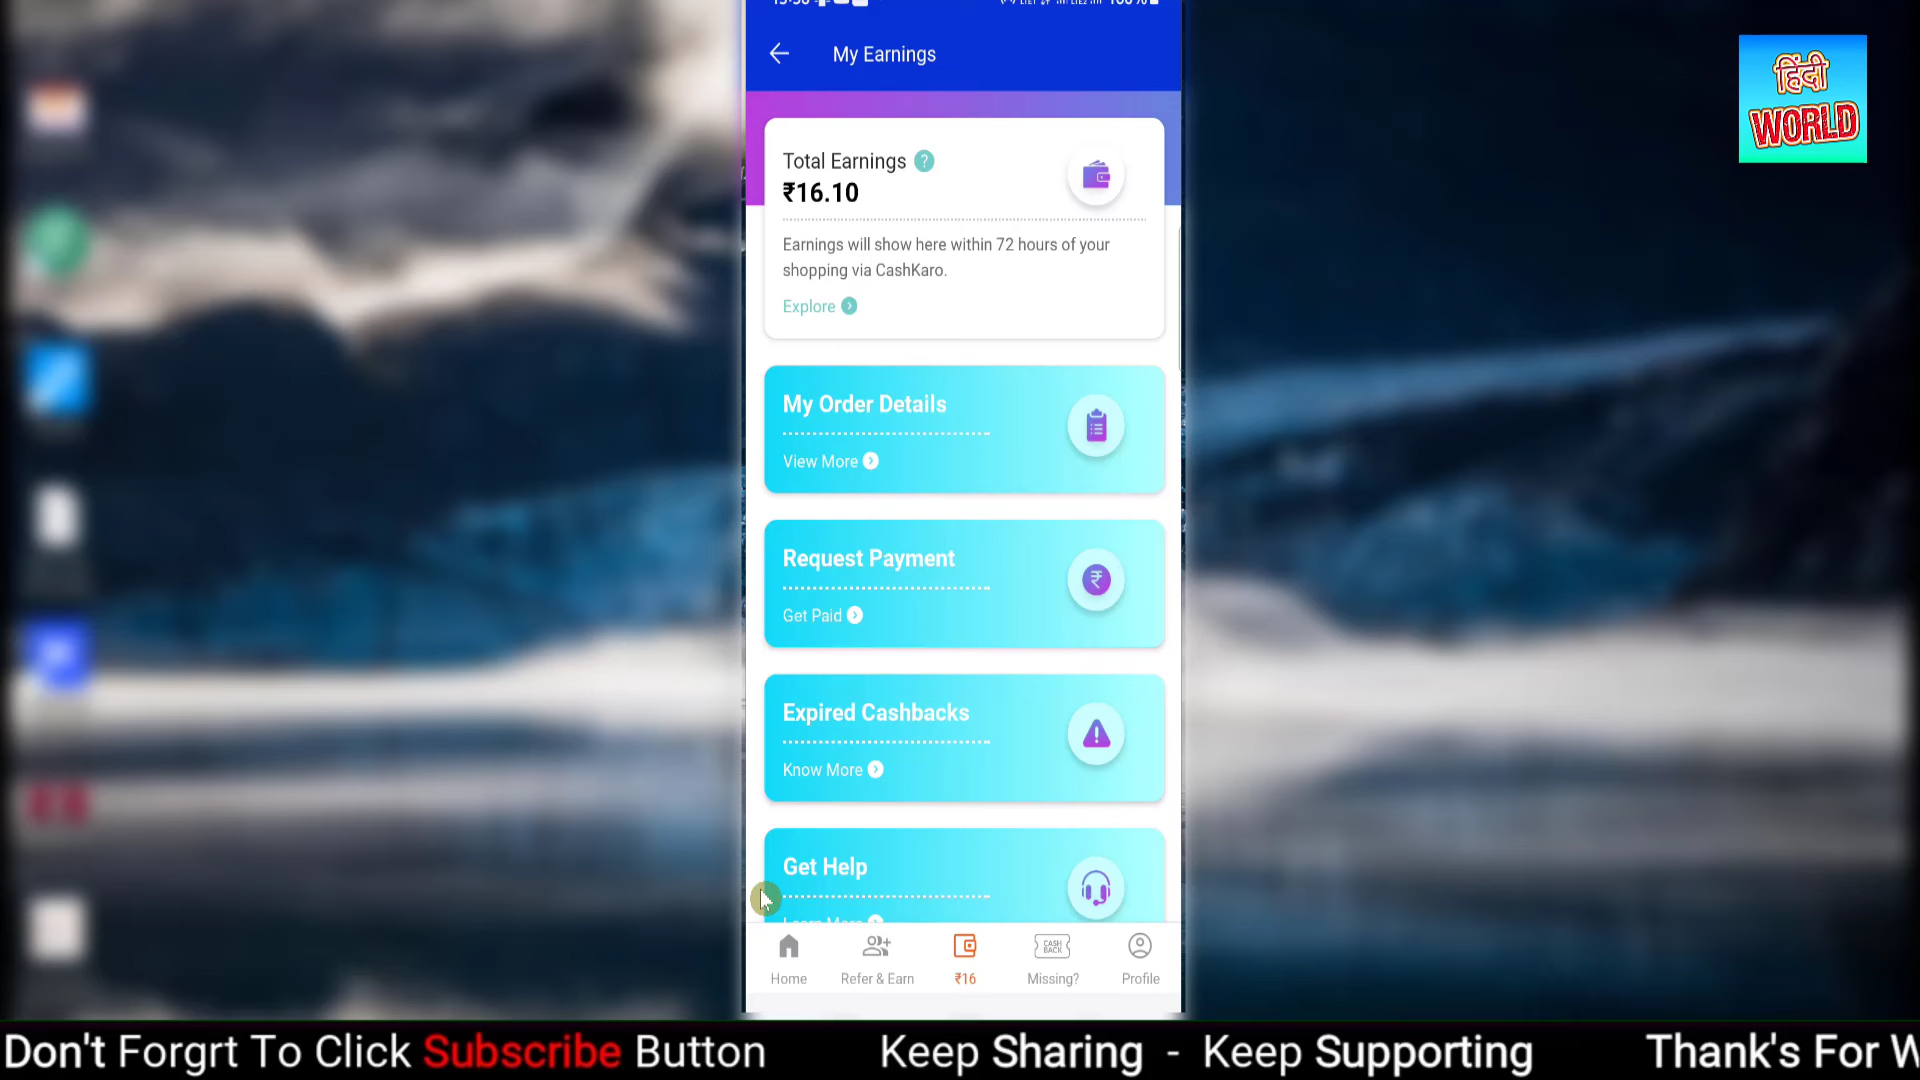 My Earnings
हिंदी
WORLD
Total Earnings ?
₹16.10
Earnings will show here within 72 hours of your
shopping via CashKaro.
Explore
My Order Details
View More
Request Payment
₹
Get Paid
Expired Cashbacks
Know More
Get Help
CASH
BACK
Home
Refer & Earn
₹16
Missing?
Profile
Don't Forgrt To Click Subscribe Button Keep Sharing - Keep Supporting Thank's For